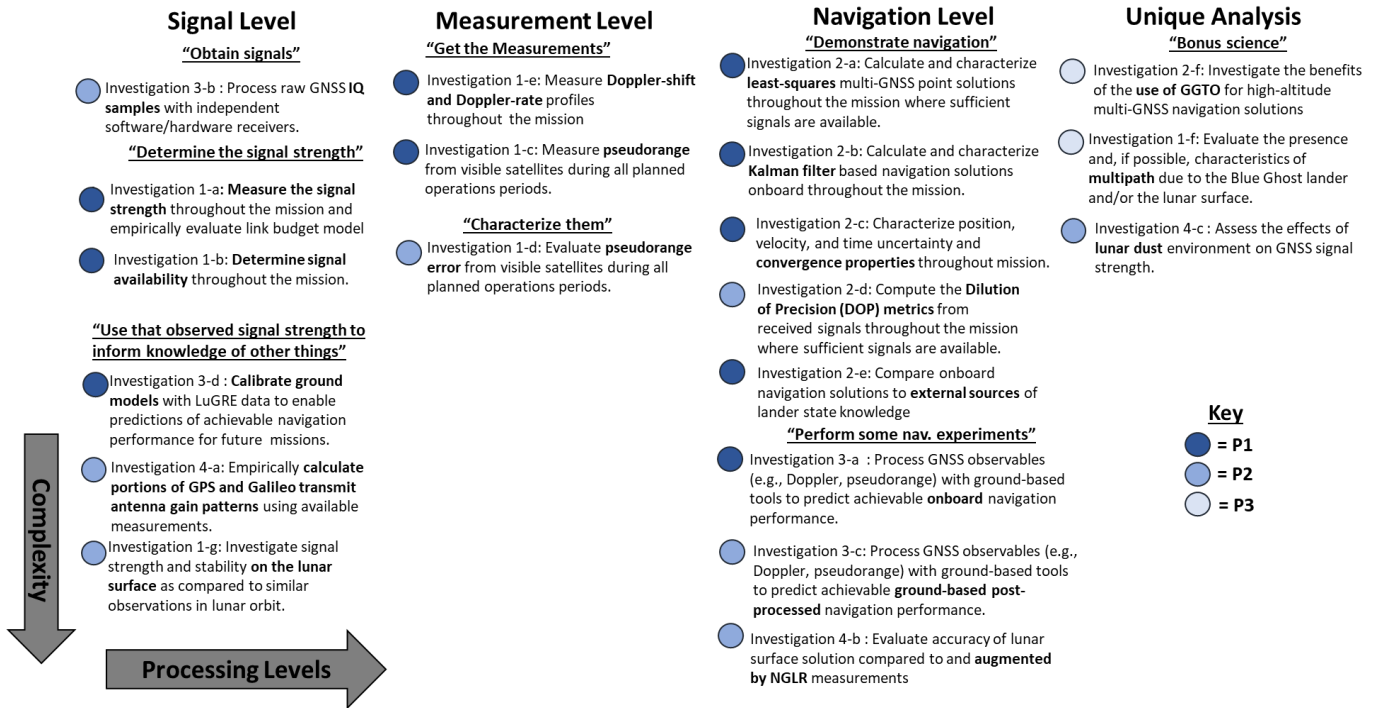 Signal Level
"Obtain signals"
Investigation 3-b : Process raw GNSS IQ
samples with independent
software/hardware receivers.
"Determine the signal strength"
Investigation 1-a: Measure the signal
strength throughout the mission and
empirically evaluate link budget model
Investigation 1-b: Determine signal
availability throughout the mission.
"Use that observed signal strength to
inform knowledge of other things"
Investigation 3-d : Calibrate ground
models with LuGRE data to enable
predictions of achievable navigation
performance for future missions.
Investigation 4-a: Empirically calculate
portions of GPS and Galileo transmit
antenna gain patterns using available
measurements.
Investigation 1-g: Investigate signal
strength and stability on the lunar
surface as compared to similar
observations in lunar orbit.
Measurement Level
"Get the Measurements"
Investigation 1-e: Measure Doppler-shift
and Doppler-rate profiles
throughout the mission
Investigation 1-c: Measure pseudorange
from visible satellites during all planned
operations periods.
"Characterize them"
Investigation 1-d: Evaluate pseudorange
error from visible satellites during all
planned operations periods.
Navigation Level
"Demonstrate navigation"
Investigation 2-a: Calculate and characterize
least-squares multi-GNSS point solutions
throughout the mission where sufficient
signals are available.
Investigation 2-b: Calculate and characterize
Kalman filter based navigation solutions
onboard throughout the mission.
Investigation 2-c: Characterize position,
velocity, and time uncertainty and
convergence properties throughout mission.
Investigation 2-d: Compute the Dilution
of Precision (DOP) metrics from
received signals throughout the mission
where sufficient signals are available.
Investigation 2-e: Compare onboard
navigation solutions to external sources of
lander state knowledge
"Perform some nav. experiments"
Investigation 3-a : Process GNSS observables
(e.g., Doppler, pseudorange) with ground-based
tools to predict achievable onboard navigation
performance.
Investigation 3-c: Process GNSS observables (e.g.,
Doppler, pseudorange) with ground-based tools
to predict achievable ground-based post-
processed navigation performance.
Investigation 4-b : Evaluate accuracy of lunar
surface solution compared to and augmented
by NGLR measurements
Unique Analysis
"Bonus science"
Investigation 2-f: Investigate the benefits
of the use of GGTO for high-altitude
multi-GNSS navigation solutions
Investigation 1-f: Evaluate the presence
and, if possible, characteristics of
multipath due to the Blue Ghost lander
and/or the lunar surface.
Investigation 4-c : Assess the effects of
lunar dust environment on GNSS signal
strength.
Key
= P1
= P2
= P3
Complexity
Processing Levels